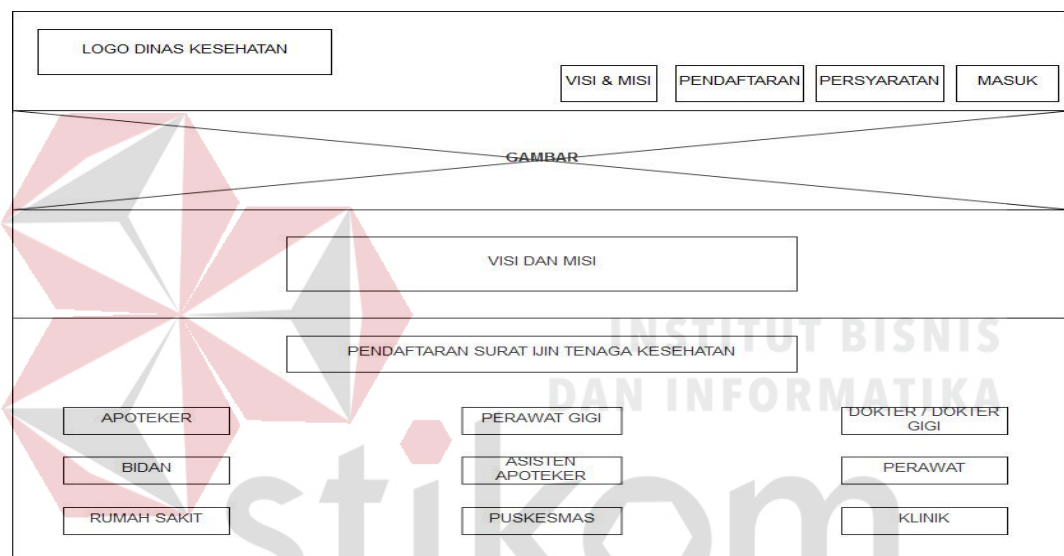 LOGO DINAS KESEHATAN
VISI & MISI
PENDAFTARAN
PERSYARATAN
MASUK
GAMBAR
VISI DAN MISI
INSTITUT BISNIS
PENDAFTARAN SURAT IJIN TENAGA KESEHATAN
DAN INFORMATIKA
APOTEKER
PERAWAT GIGI
DOKTER / DOKTER
GIGI
BIDAN
ASISTEN
APOTEKER
PERAWAT
stikom
RUMAH SAKIT
PUSKESMAS
KLINIK